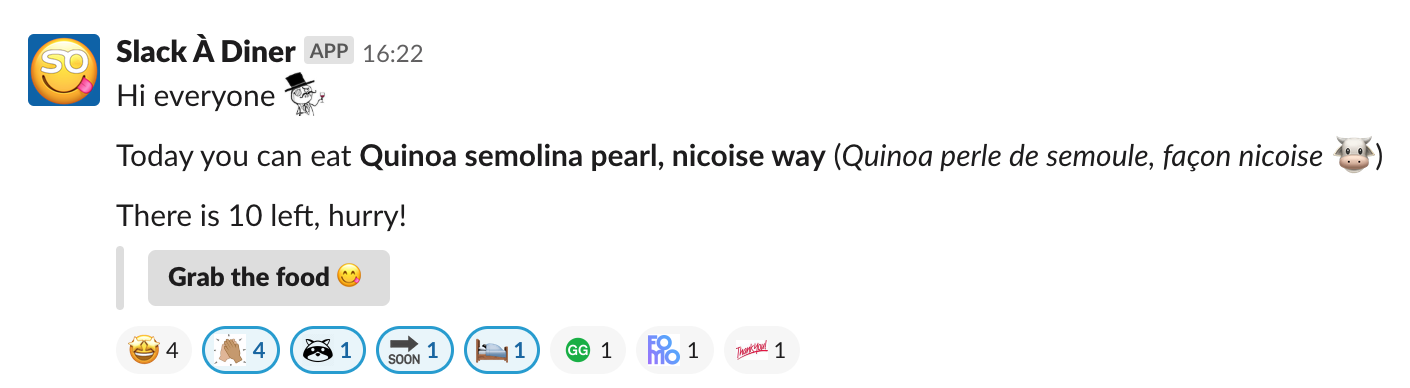 SO
Slack À Diner APP 16:22
Hi everyone
Today you can eat Quinoa semolina pearl, nicoise way (Quinoa perle de semoule, façon nicoise )
There is 10 left, hurry!
Grab the food
4 4 1 SOON 1 1 GG 1 FOMO 1 Thank you! 1